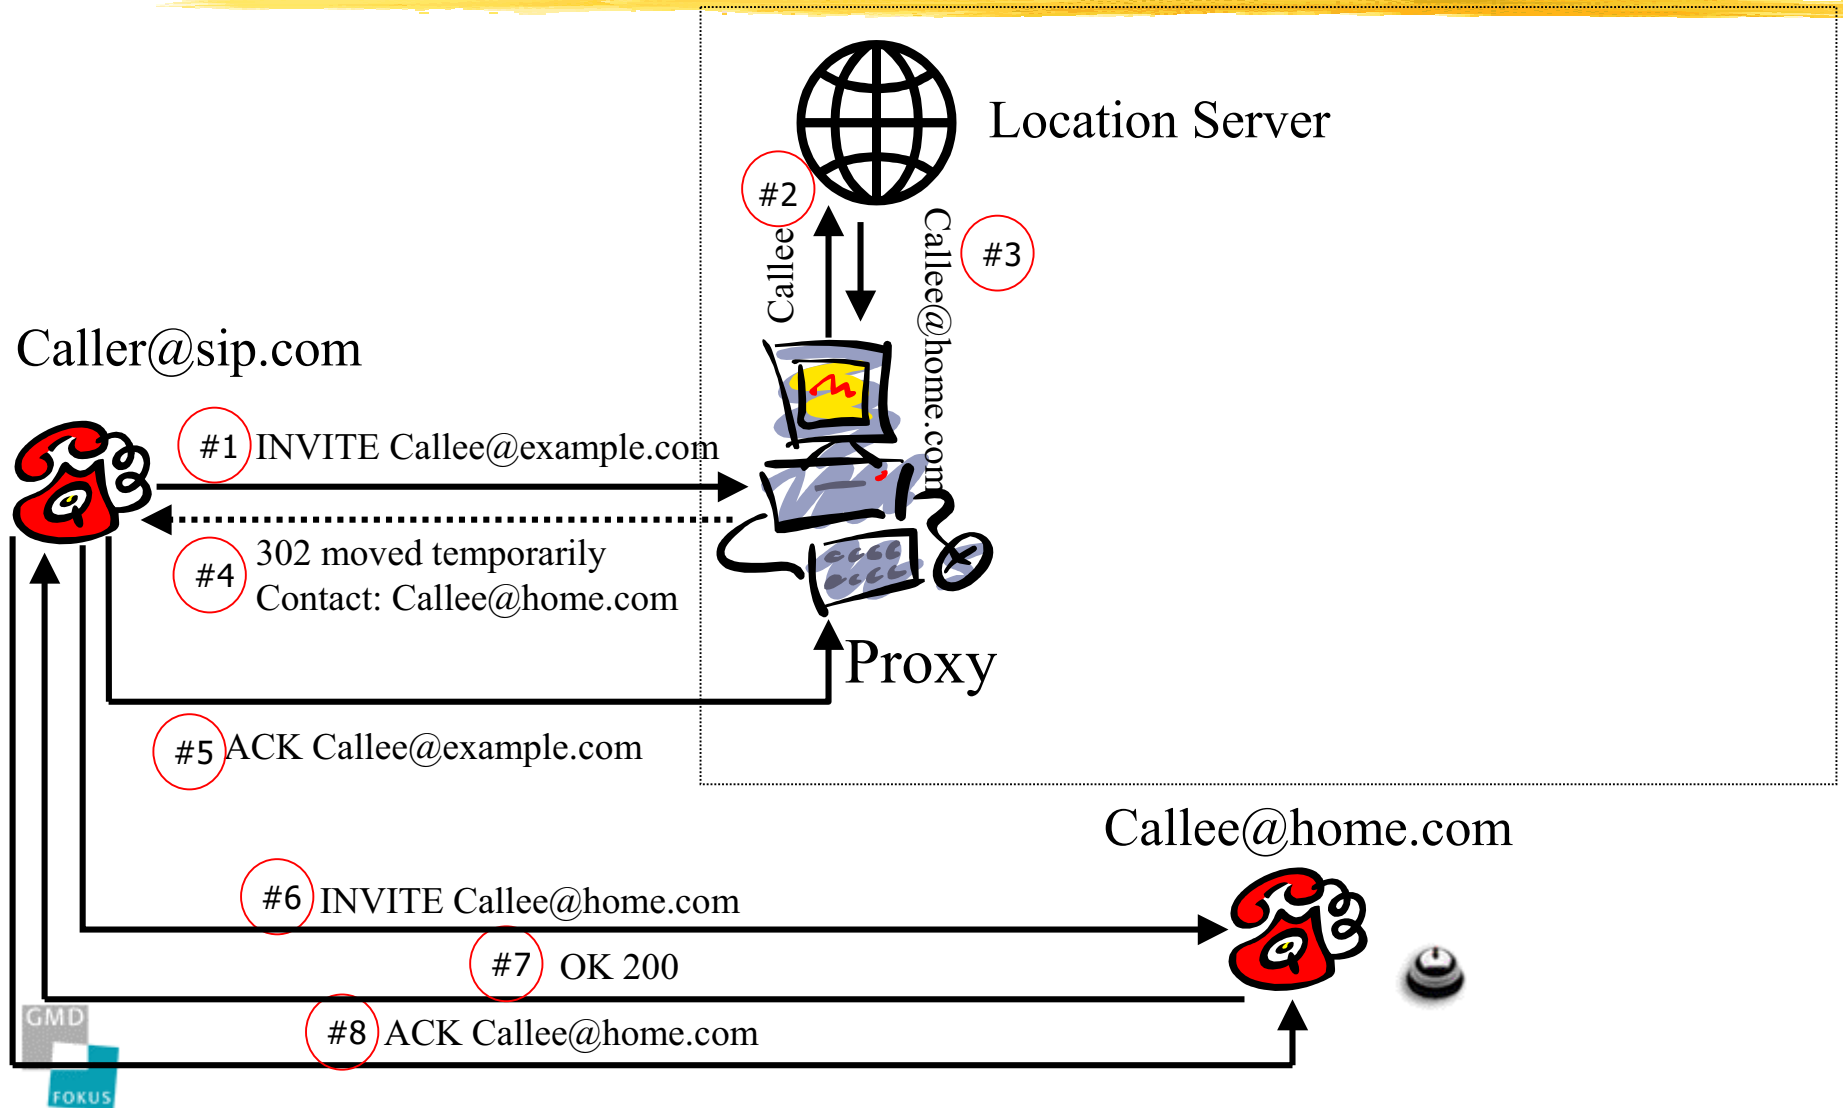 Location Server
#2
Callee
Callee@home.com
#3
Caller@sip.com
#1 INVITE Callee@example.com
#4 302 moved temporarily
Contact: Callee@home.com
Proxy
#5 ACK Callee@example.com
Callee@home.com
#6 INVITE Callee@home.com
#7 OK 200
#8 ACK Callee@home.com
GMD
FOKUS